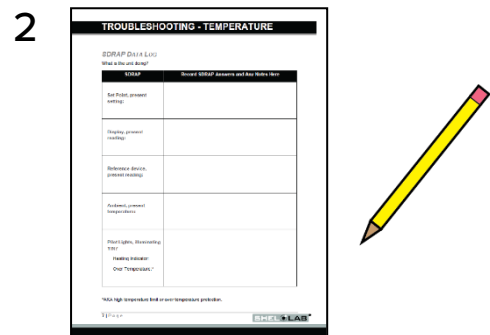 2
TROUBLESHOOTING - TEMPERATURE
SDRAP DATA LOG
What is the unit doing?
SDRAP Record SDRAP Answers and Any Notes Here
Set Point, present
setting:
Display, present
reading:
Reference device,
present reading:
Ambient, present
temperature:
Pilot Lights, illuminating
Heating Indicator:
Over Temperature.*
*AKA high temperature limit or over temperature protection.
| Page
SHEL LAB